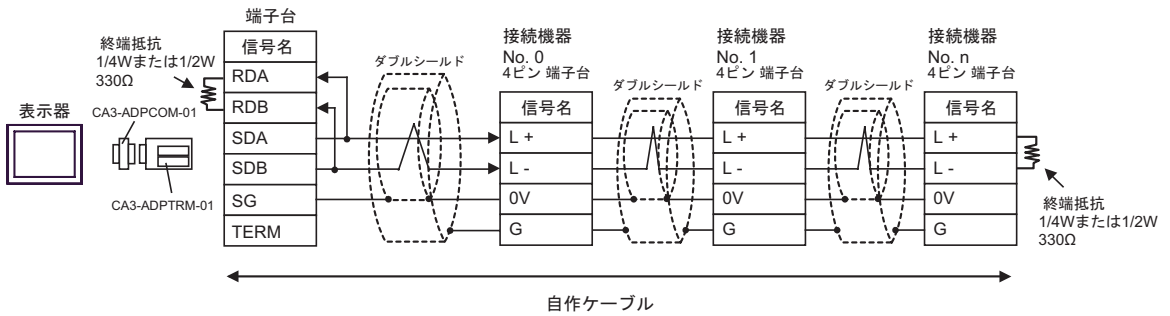 端子台
信号名
RDA
RDB
SDA
SDB
SG
TERM
終端抵抗
1/4Wまたは1/2W
330Ω
表示器
CA3-ADPCOM-01
CA3-ADPTRM-01
ダブルシールド
接続機器
No. 0
4ピン 端子台
信号名
L +
L -
0V
G
ダブルシールド
接続機器
No. 1
4ピン 端子台
信号名
L +
L -
0V
G
ダブルシールド
接続機器
No. n
4ピン 端子台
信号名
L +
L -
0V
G
終端抵抗
1/4Wまたは1/2W
330Ω
自作ケーブル